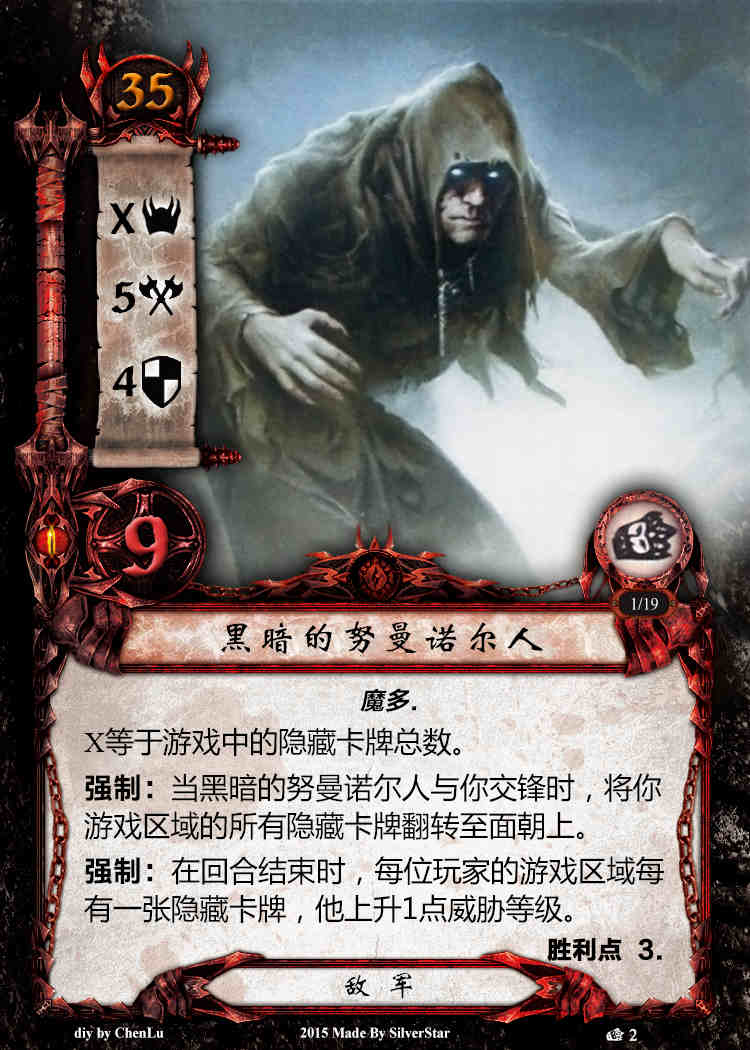 35
X
5
4
9
1/19
黑暗的努曼诺尔人
魔多.
X等于游戏中的隐藏卡牌总数。
强制：当黑暗的努曼诺尔人与你交锋时，将你
游戏区域的所有隐藏卡牌翻转至面朝上。
强制：在回合结束时，每位玩家的游戏区域每
有一张隐藏卡牌，他上升1点威胁等级。
胜利点 3.
敌军
diy by ChenLu
2015 Made By SilverStar
2